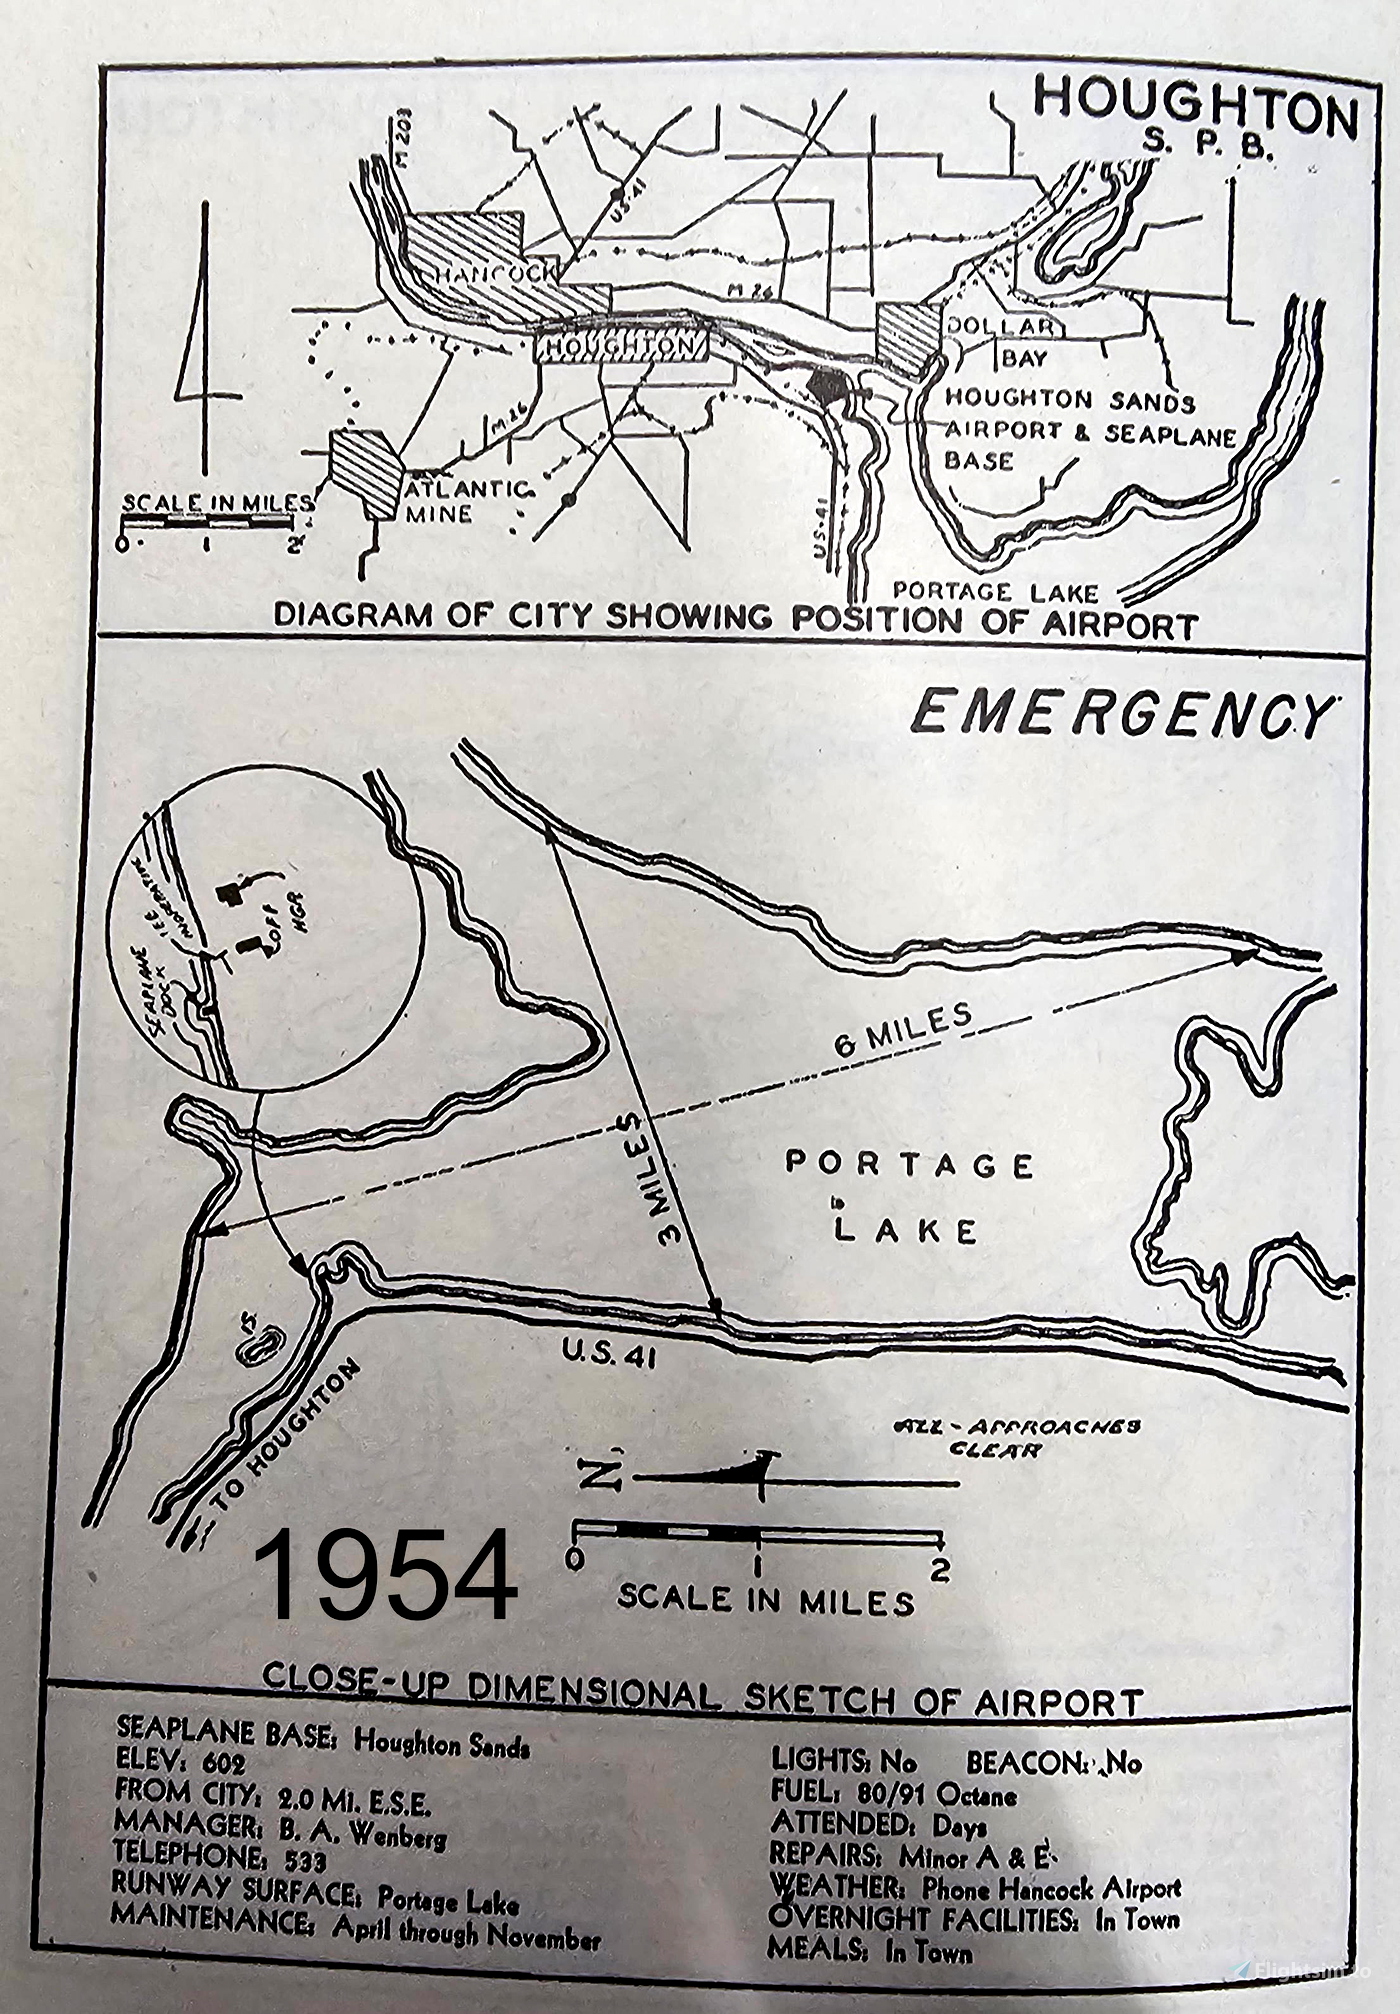 HOUGHTON
S. P. B.
M 203
US·41
HANCOCK
M 26
HOUGHTON
DOLLAR
BAY
HOUGHTON SANDS
AIRPORT & SEAPLANE
BASE
M·26
ATLANTIC
MINE
SCALE IN MILES
0 1 2
US·41
PORTAGE LAKE
DIAGRAM OF CITY SHOWING POSITION OF AIRPORT
EMERGENCY
SEAPLANE
DOCK
OFF
HGR
6 MILES
3 MILES
PORTAGE
LAKE
IS.
U.S. 41
TO HOUGHTON
ALL - APPROACHES
CLEAR
N
0 1 2
SCALE IN MILES
1954
CLOSE-UP DIMENSIONAL SKETCH OF AIRPORT
SEAPLANE BASE: Houghton Sands
ELEV: 602
FROM CITY: 2.0 Mi. E.S.E.
MANAGER: B. A. Wenberg
TELEPHONE: 533
RUNWAY SURFACE: Portage Lake
MAINTENANCE: April through November
LIGHTS: No BEACON: No
FUEL: 80/91 Octane
ATTENDED: Days
REPAIRS: Minor A & E
WEATHER: Phone Hancock Airport
OVERNIGHT FACILITIES: In Town
MEALS: In Town
Flightsim.to